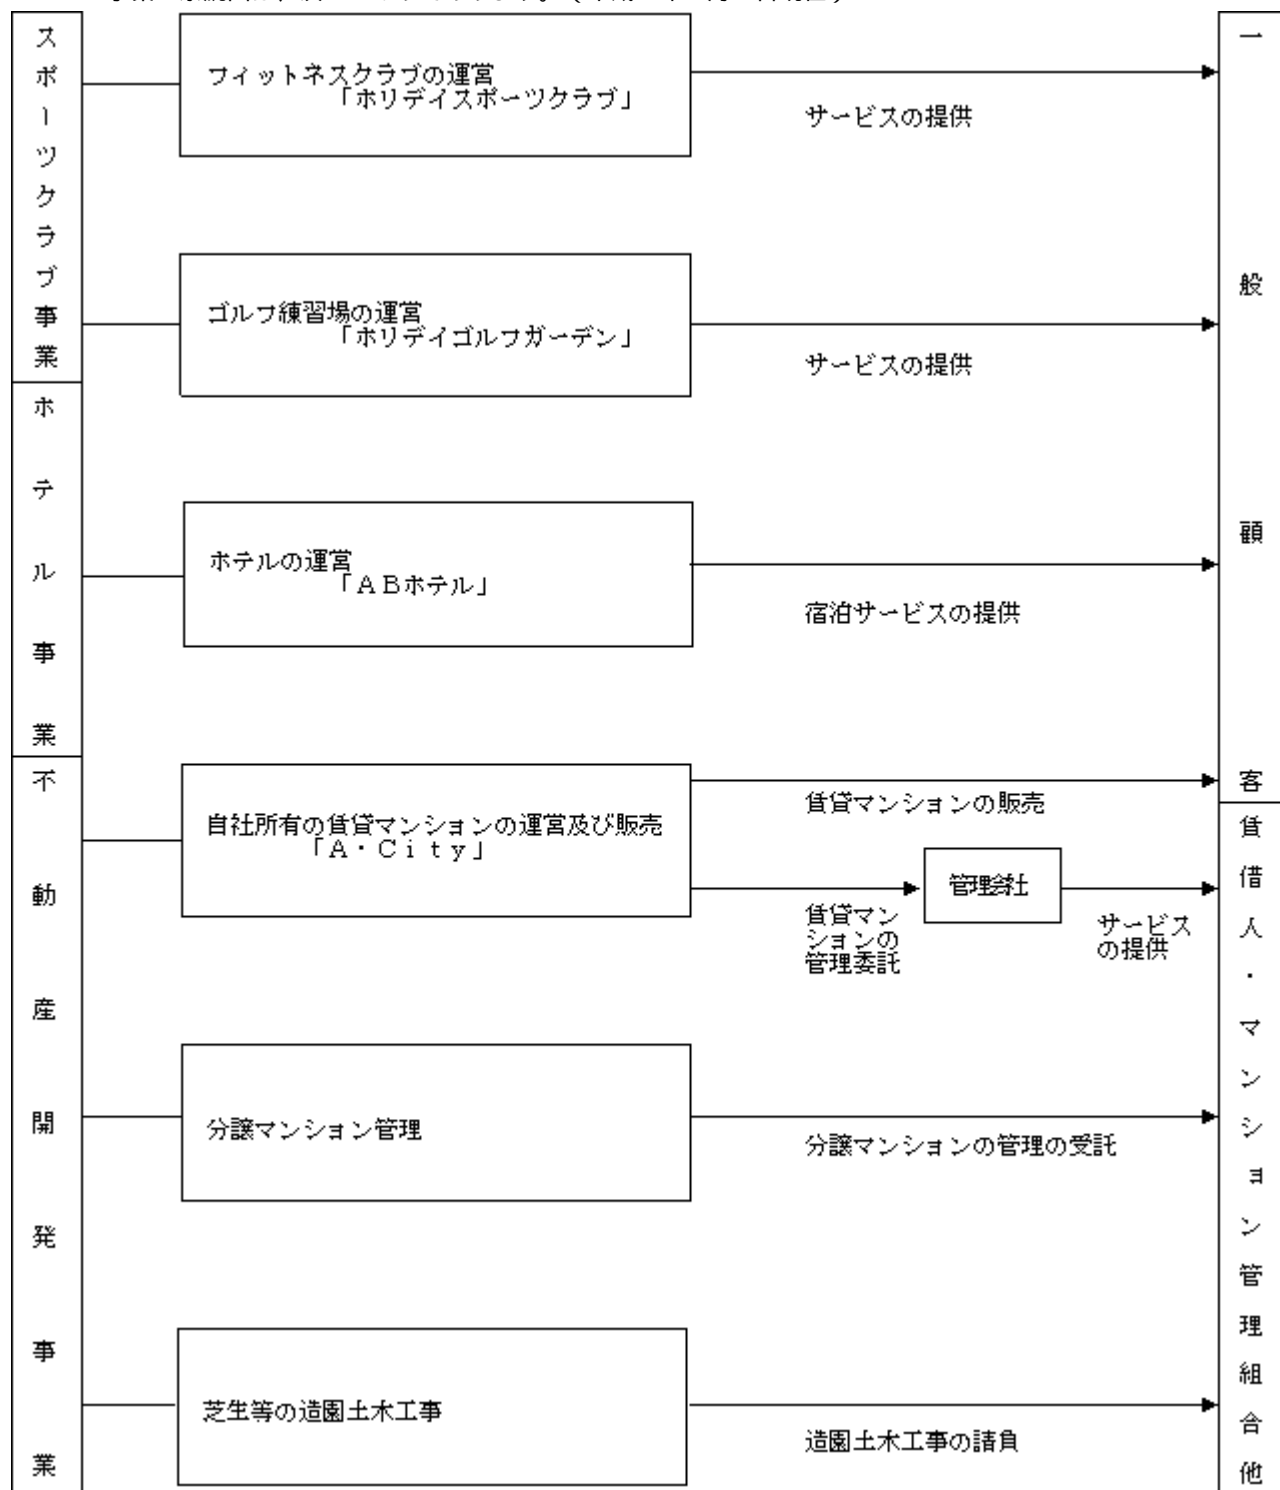 スポーツクラブ事業
フィットネスクラブの運営
「ホリデイスポーツクラブ」
サービスの提供
ゴルフ練習場の運営
「ホリデイゴルフガーデン」
サービスの提供
ホテル事業
ホテルの運営
「ＡＢホテル」
宿泊サービスの提供
一般顧客
不動産開発事業
自社所有の賃貸マンションの運営及び販売
「Ａ・Ｃｉｔｙ」
賃貸マンションの販売
賃貸マン
ションの
管理委託
管理会社
サービス
の提供
分譲マンション管理
分譲マンションの管理の受託
芝生等の造園土木工事
造園土木工事の請負
賃借人・マンション管理組合他